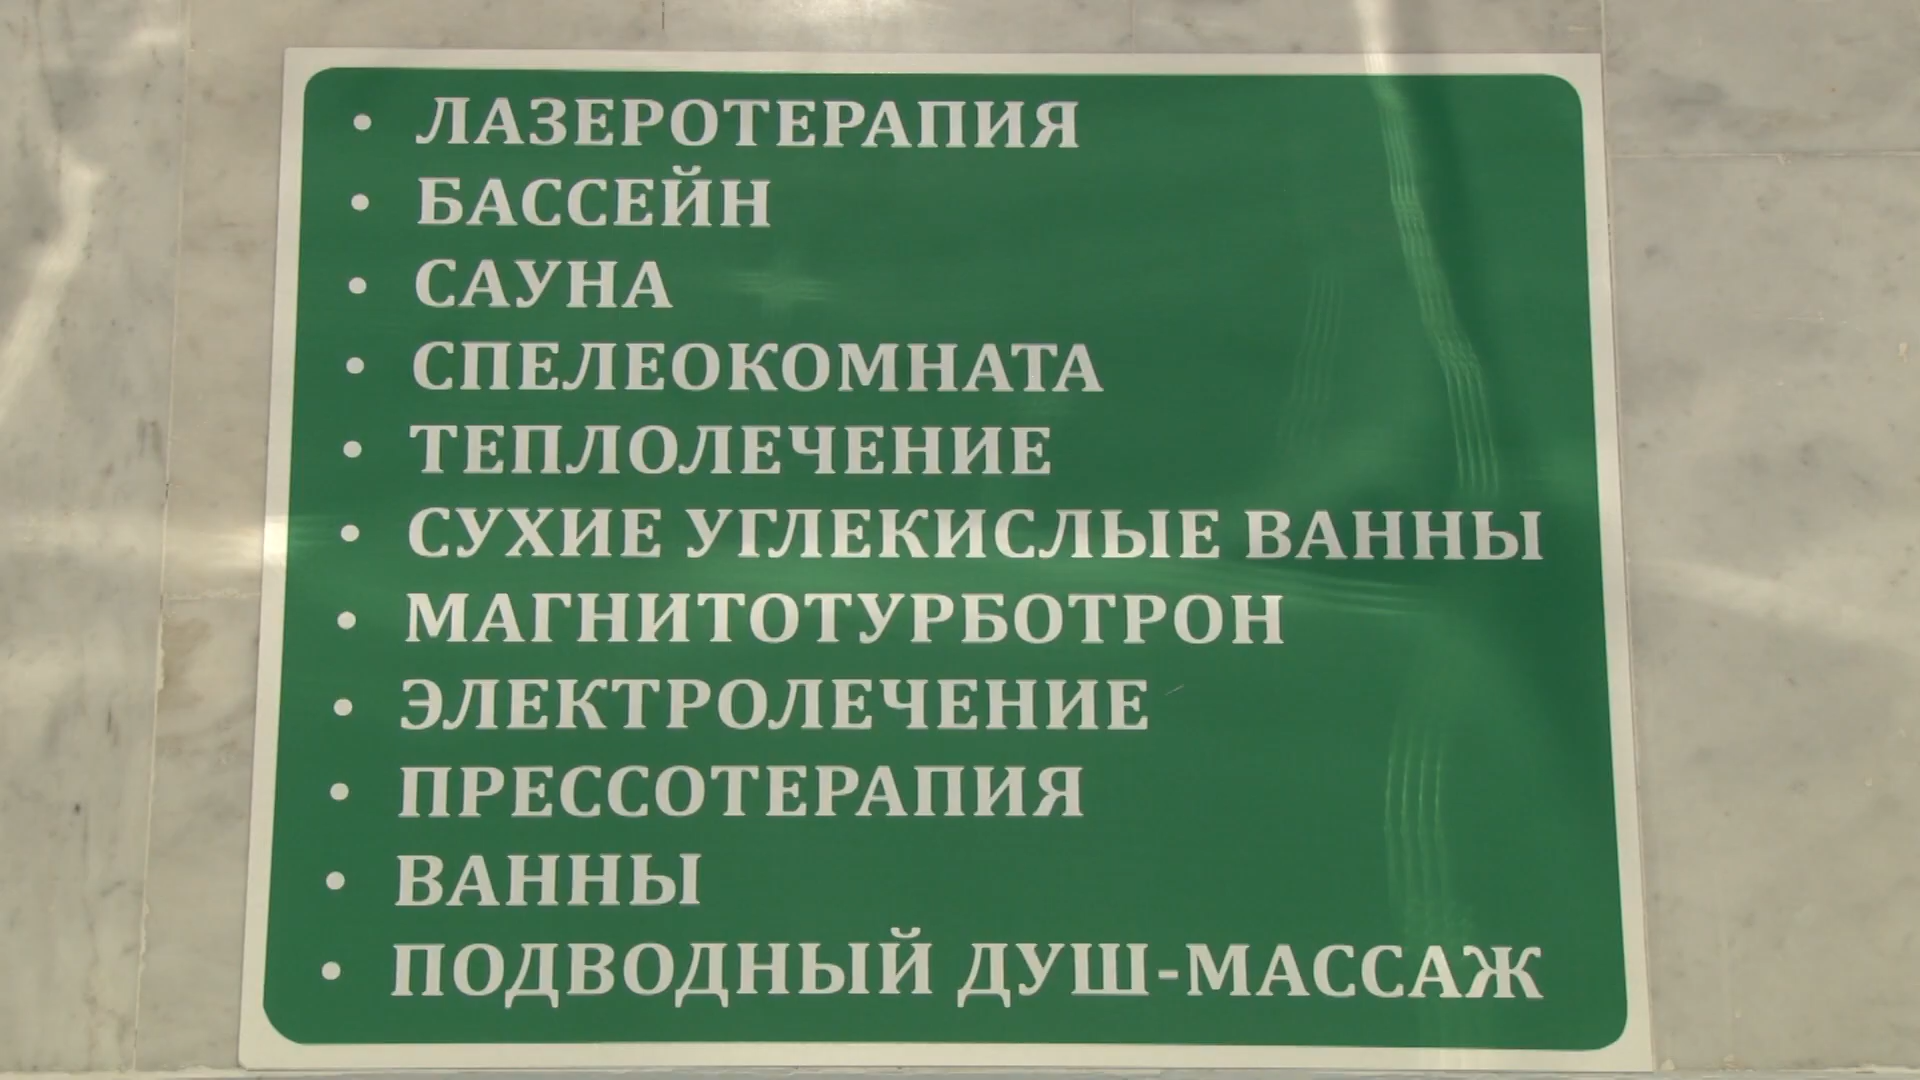 • ЛАЗЕРОТЕРАПИЯ
• БАССЕЙН
• САУНА
• СПЕЛЕОКОМНАТА
• ТЕПЛОЛЕЧЕНИЕ
• СУХИЕ УГЛЕКИСЛЫЕ ВАННЫ
• МАГНИТОТУРБОТРОН
• ЭЛЕКТРОЛЕЧЕНИЕ
• ПРЕССОТЕРАПИЯ
• ВАННЫ
• ПОДВОДНЫЙ ДУШ-МАССАЖ